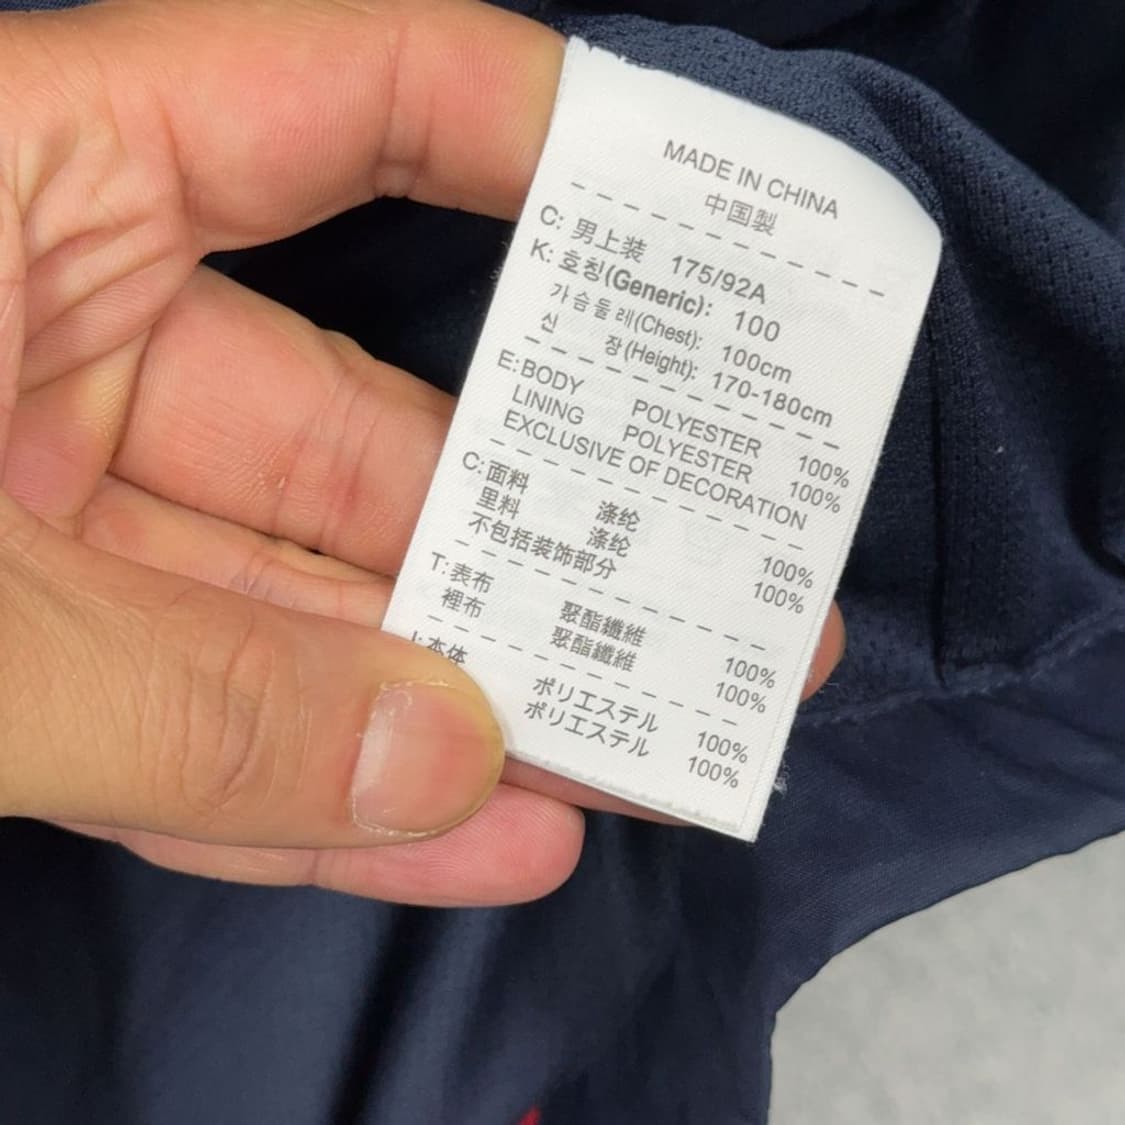 MADE IN CHINA
中国製
C: 男上装 175/92A
K: 호칭(Generic): 100
가슴둘레(Chest): 100cm
신 장(Height): 170-180cm
E: BODY POLYESTER 100%
LINING POLYESTER 100%
EXCLUSIVE OF DECORATION
C: 面料 涤纶 100%
里料 涤纶 100%
不包括装饰部分
T: 表布 聚酯纖維 100%
裡布 聚酯纖維 100%
J: 本体 ポリエステル 100%
ポリエステル 100%